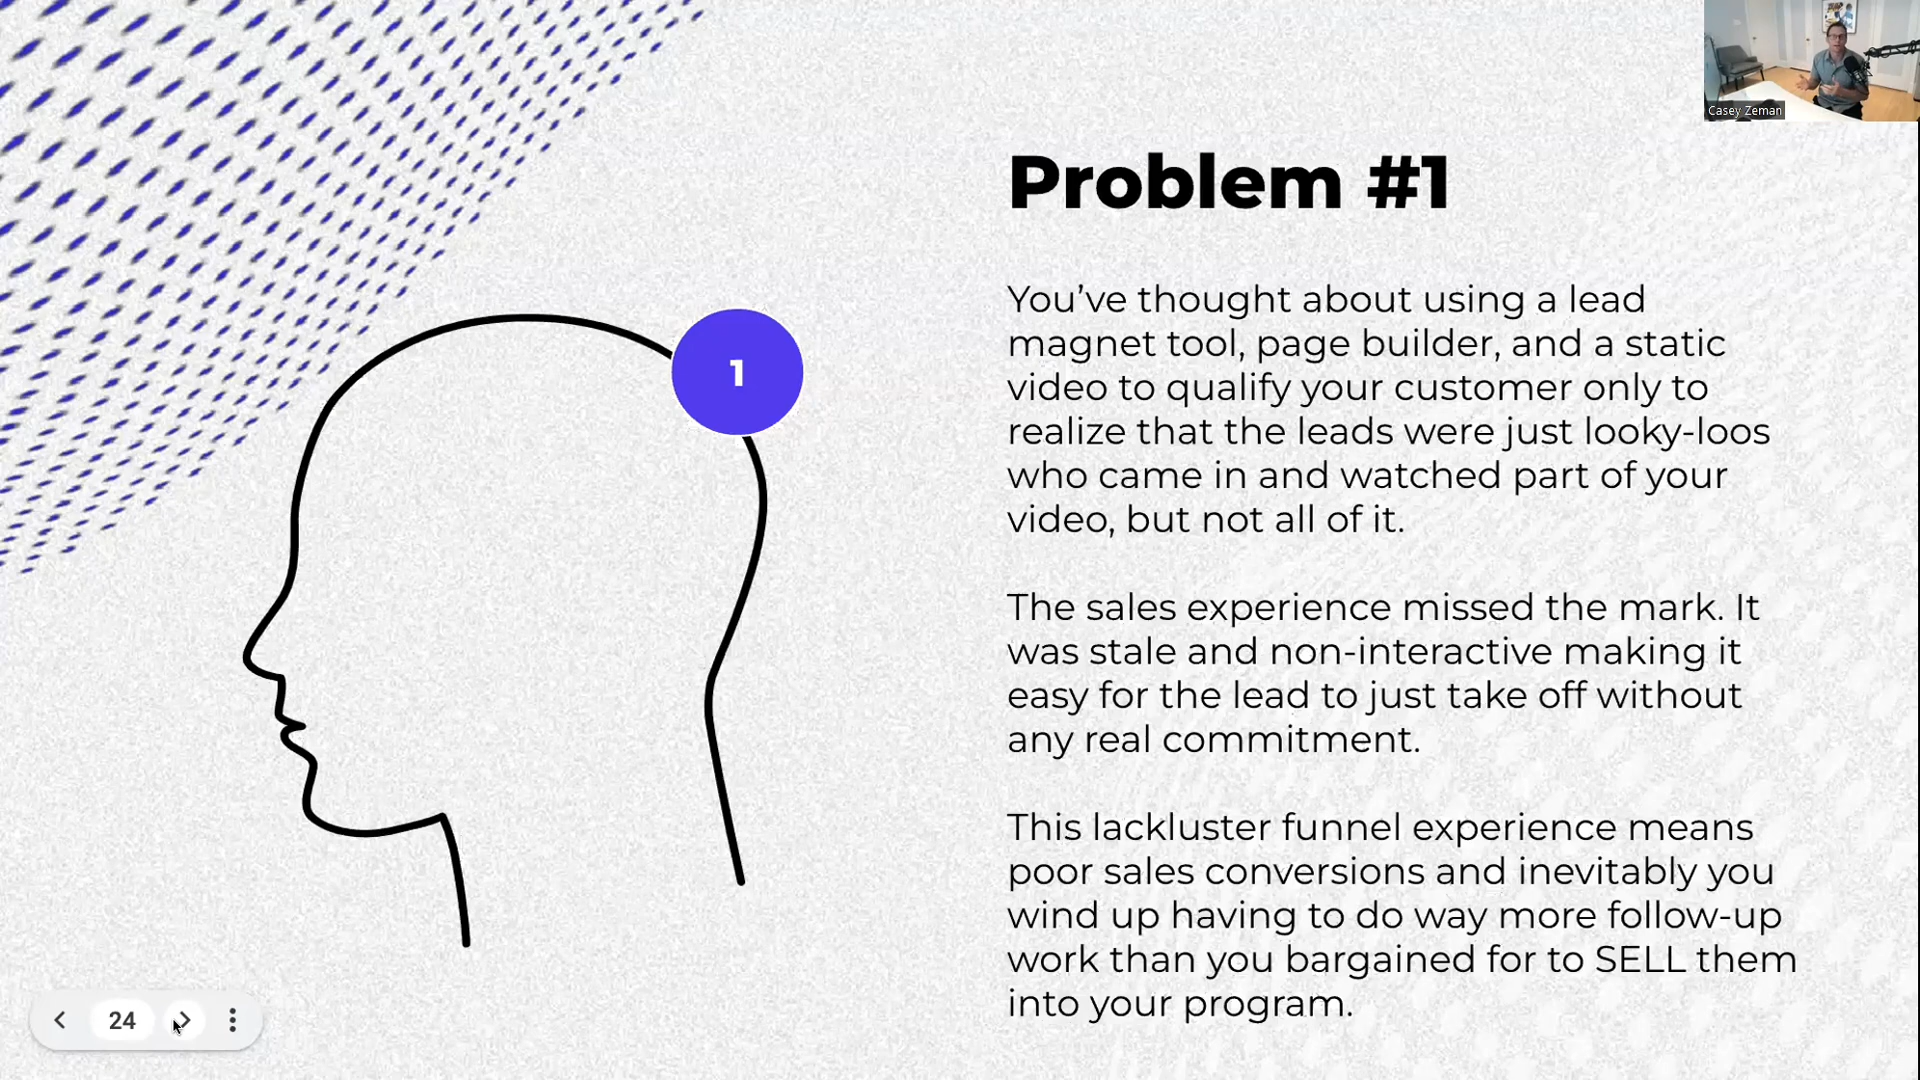 Casey Zeman
Problem #1
You’ve thought about using a lead
magnet tool, page builder, and a static
video to qualify your customer only to
realize that the leads were just looky-loos
who came in and watched part of your
video, but not all of it.
The sales experience missed the mark. It
was stale and non-interactive making it
easy for the lead to just take off without
any real commitment.
This lackluster funnel experience means
poor sales conversions and inevitably you
wind up having to do way more follow-up
work than you bargained for to SELL them
into your program.
1
24